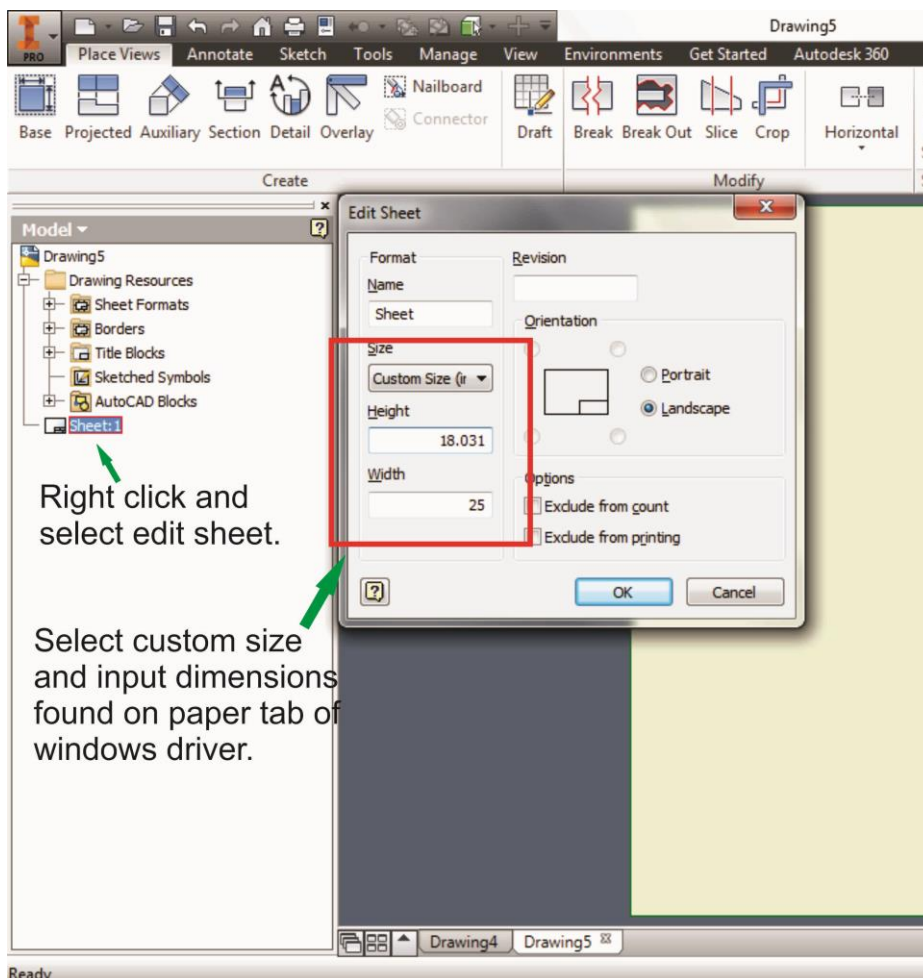 Drawing5
PRO
Place Views Annotate Sketch Tools Manage View Environments Get Started Autodesk 360
Nailboard
Connector
Base Projected Auxiliary Section Detail Overlay Draft Break Break Out Slice Crop Horizontal
Create Modify
Model
Drawing5
Drawing Resources
Sheet Formats
Borders
Title Blocks
Sketched Symbols
AutoCAD Blocks
Sheet:1
Right click and
select edit sheet.
Select custom size
and input dimensions
found on paper tab of
windows driver.
Edit Sheet
Format
Name
Sheet
Size
Custom Size (ir
Height
18.031
Width
25
Revision
Orientation
Portrait
Landscape
Options
Exclude from count
Exclude from printing
OK Cancel
Drawing4 Drawing5
Ready